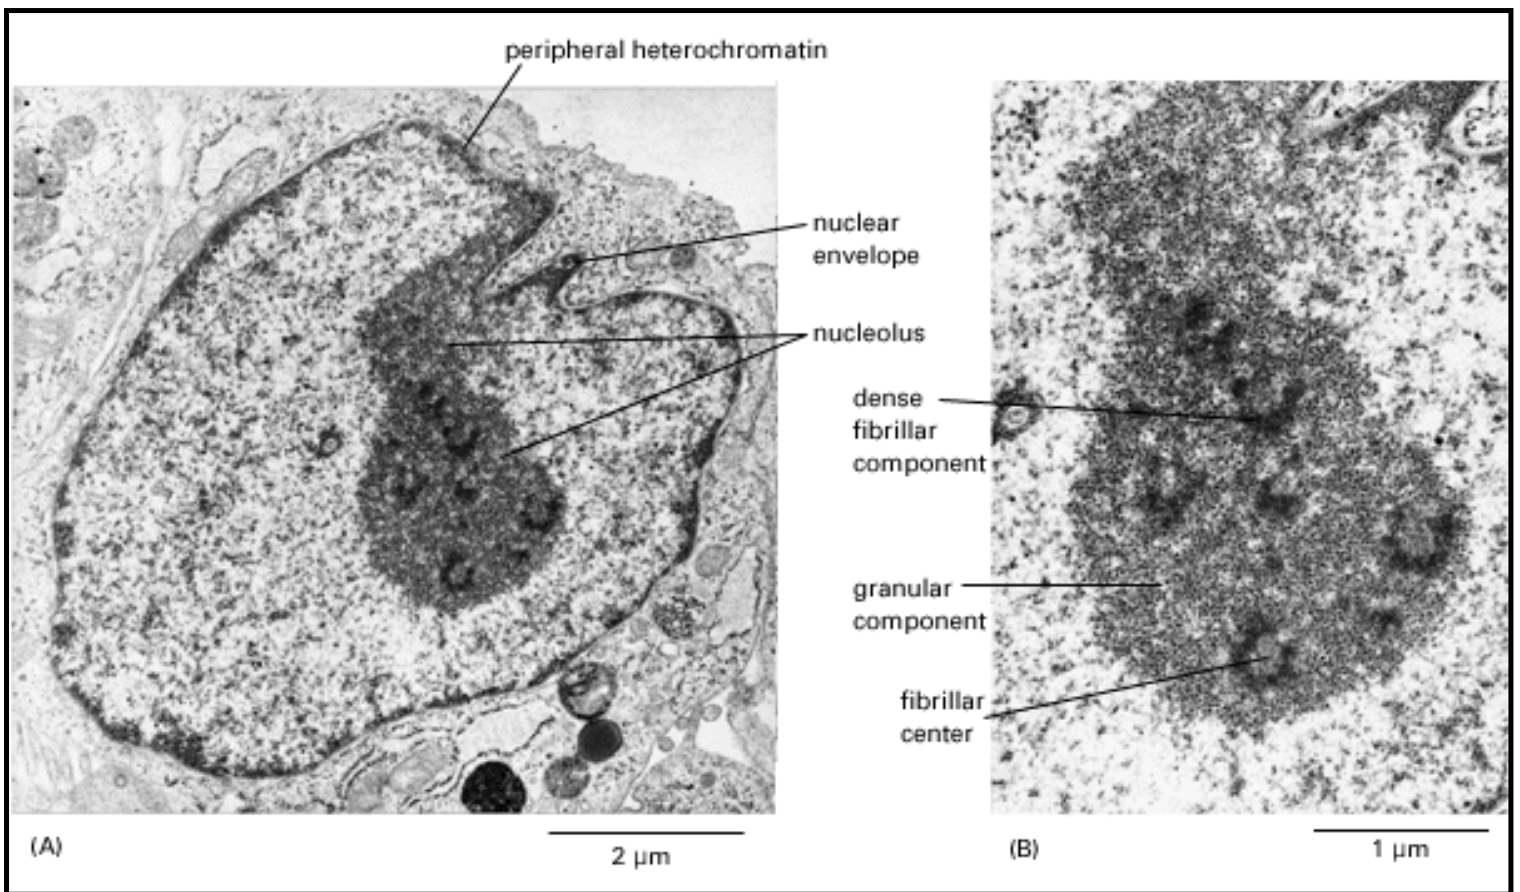 peripheral heterochromatin
nuclear
envelope
nucleolus
dense
fibrillar
component
granular
component
fibrillar
center
(A)
2 µm
(B)
1 µm